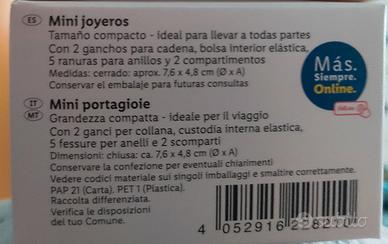 ES Mini joyeros
Tamaño compacto - ideal para llevar a todas partes
Con 2 ganchos para cadena, bolsa interior elástica,
5 ranuras para anillos y 2 compartimentos
Medidas: cerrado: aprox. 7,6 x 4,8 cm (Ø x A)
Conservar el embalaje para futuras consultas
Más.
Siempre.
Online.
IT Mini portagioie
MT Grandezza compatta - ideale per il viaggio
Con 2 ganci per collana, custodia interna elastica,
5 fessure per anelli e 2 scomparti
Dimensioni: chiusa: ca. 7,6 x 4,8 cm (Ø x A)
Conservare la confezione per eventuali chiarimenti
Vedere codici materiale sui singoli imballaggi e smaltire correttamente.
PAP 21 (Carta). PET 1 (Plastica).
Raccolta differenziata.
Verifica le disposizioni
del tuo Comune.
4 052916 228